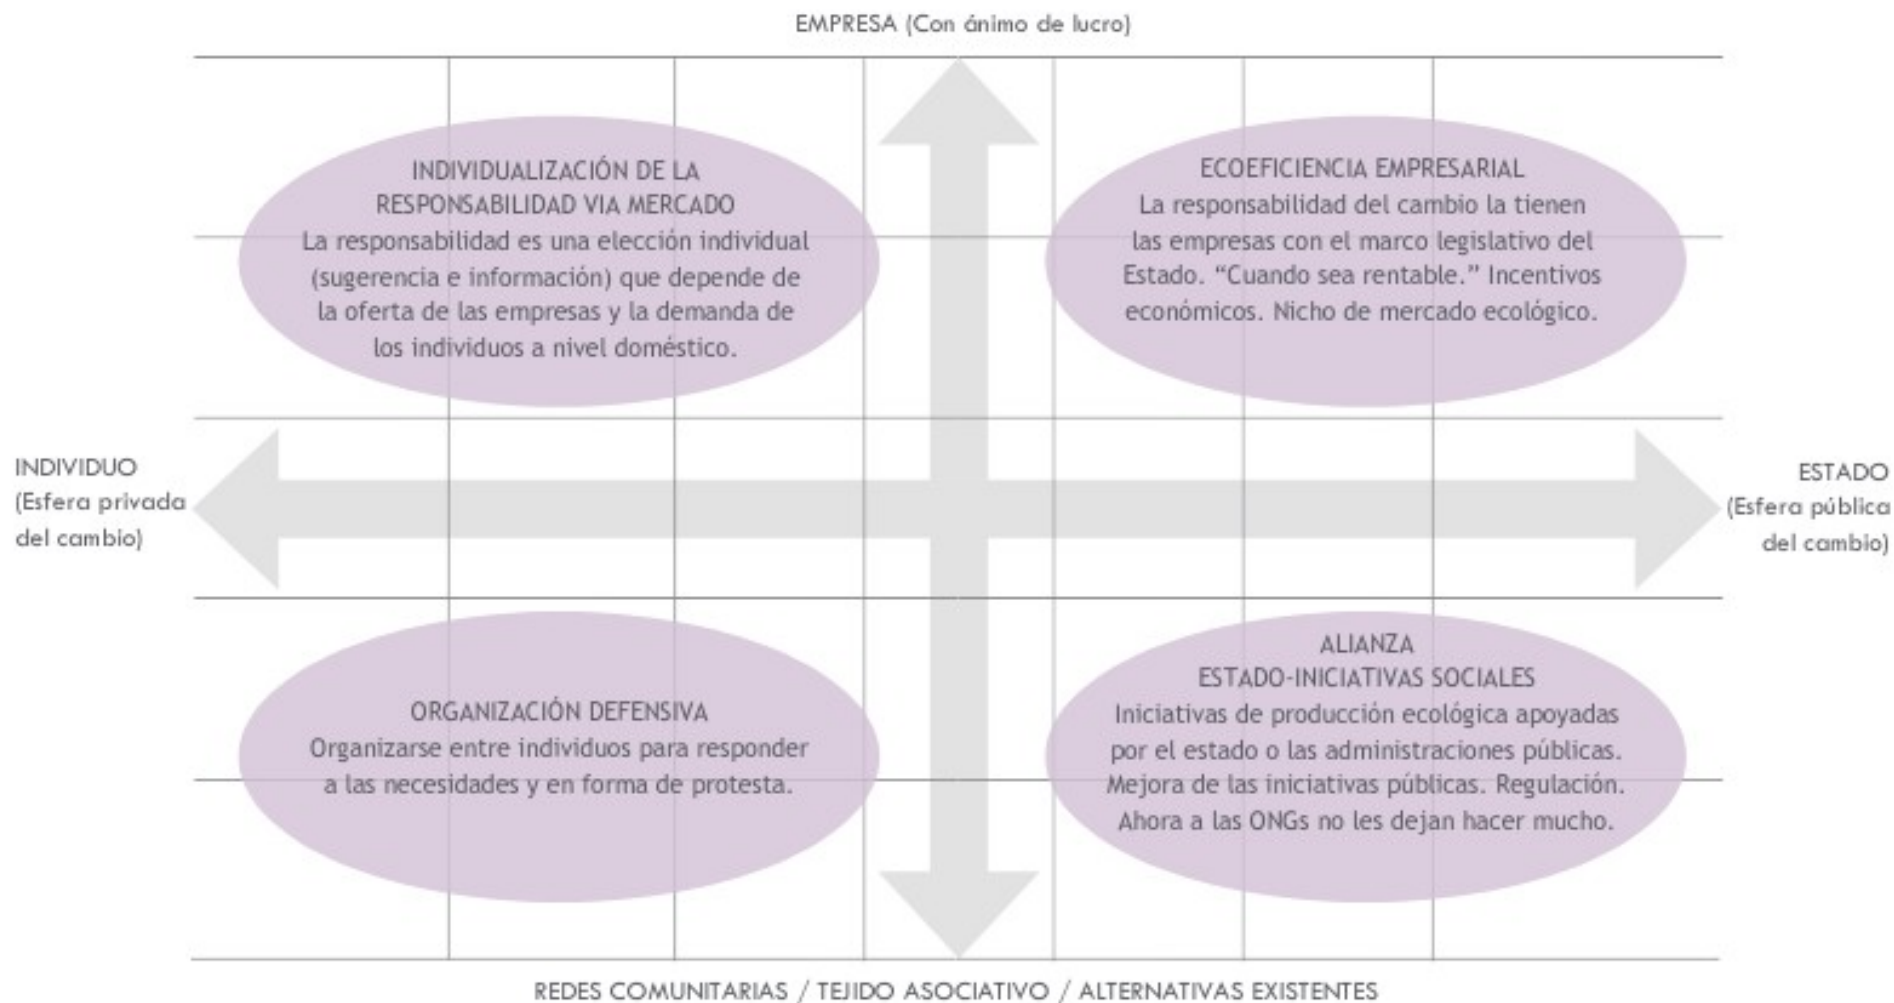 EMPRESA (Con ánimo de lucro)
INDIVIDUALIZACIÓN DE LA
RESPONSABILIDAD VIA MERCADO
La responsabilidad es una elección individual
(sugerencia e información) que depende de
la oferta de las empresas y la demanda de
los individuos a nivel doméstico.
ECOEFICIENCIA EMPRESARIAL
La responsabilidad del cambio la tienen
las empresas con el marco legislativo del
Estado. “Cuando sea rentable.” Incentivos
económicos. Nicho de mercado ecológico.
INDIVIDUO
(Esfera privada
del cambio)
ESTADO
(Esfera pública
del cambio)
ORGANIZACIÓN DEFENSIVA
Organizarse entre individuos para responder
a las necesidades y en forma de protesta.
ALIANZA
ESTADO-INICIATIVAS SOCIALES
Iniciativas de producción ecológica apoyadas
por el estado o las administraciones públicas.
Mejora de las iniciativas públicas. Regulación.
Ahora a las ONGs no les dejan hacer mucho.
REDES COMUNITARIAS / TEJIDO ASOCIATIVO / ALTERNATIVAS EXISTENTES